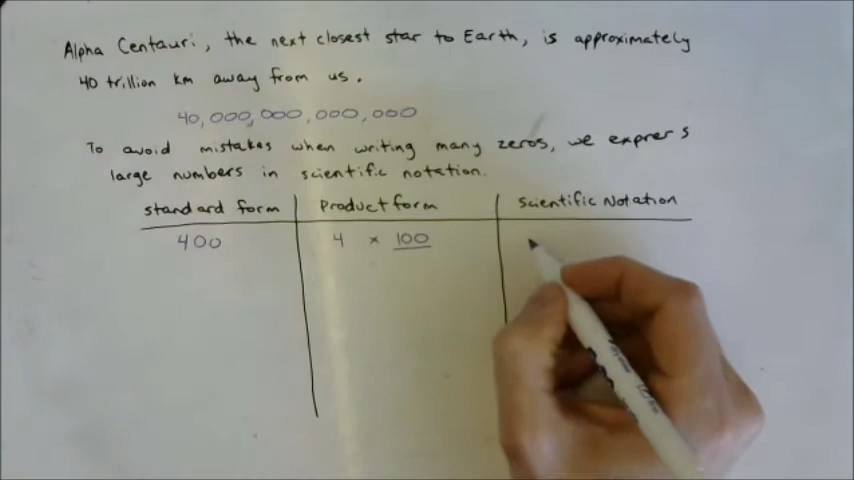 Alpha Centauri, the next closest star to Earth, is approximately
40 trillion km away from us.
40,000,000,000,000
To avoid mistakes when writing many zeros, we express
large numbers in scientific notation.
standard form Product form Scientific Notation
400 4 × 100